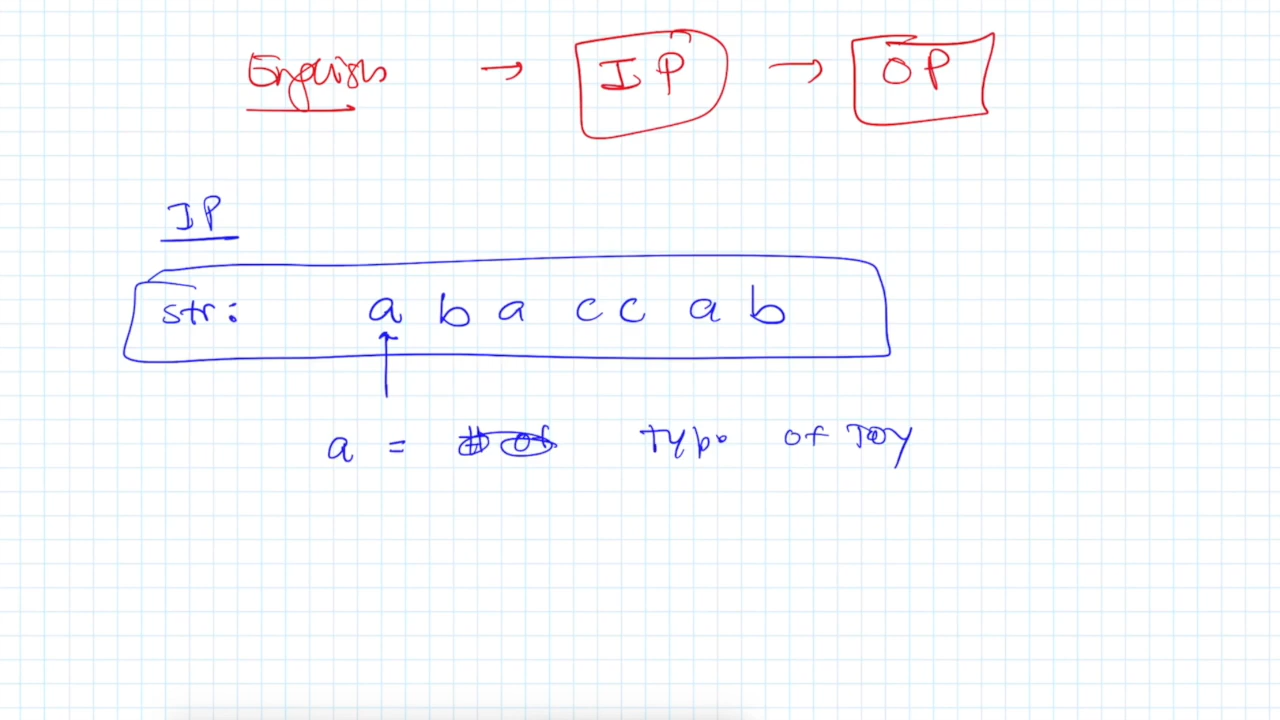 English → IP → OP
IP
str: a b a c c a b
a = type of Toy